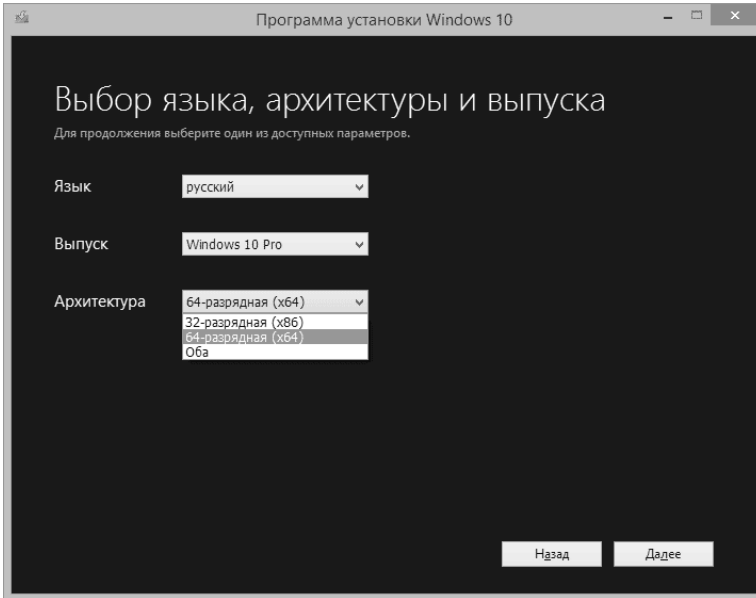 Программа установки Windows 10
Выбор языка, архитектуры и выпуска
Для продолжения выберите один из доступных параметров.
Язык русский
Выпуск Windows 10 Pro
Архитектура 64-разрядная (x64)
32-разрядная (x86)
64-разрядная (x64)
Оба
Назад Далее